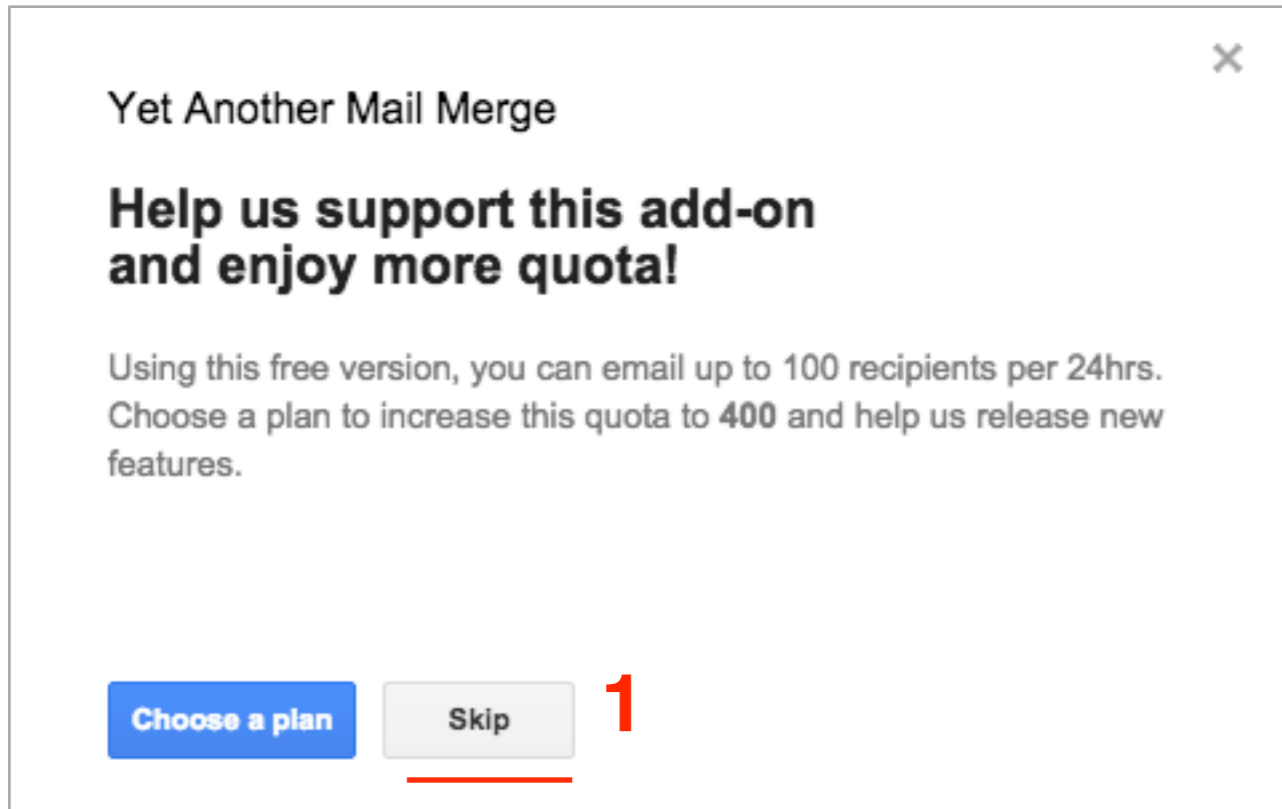 Yet Another Mail Merge
Help us support this add-on
and enjoy more quota!
Using this free version, you can email up to 100 recipients per 24hrs.
Choose a plan to increase this quota to 400 and help us release new
features.
Choose a plan Skip 1